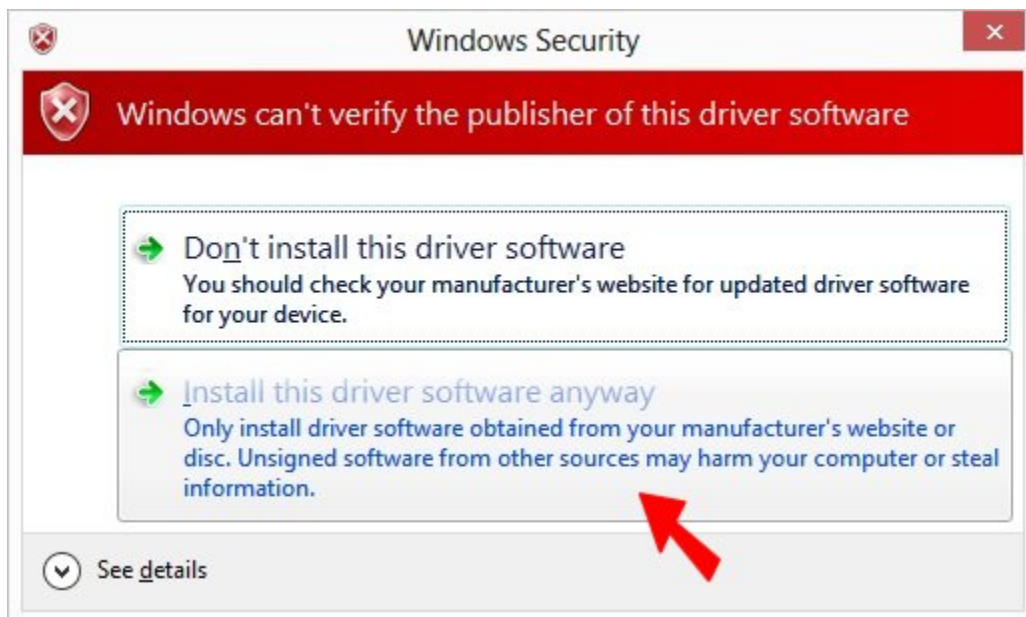 Windows Security
Windows can't verify the publisher of this driver software
Don't install this driver software
You should check your manufacturer's website for updated driver software
for your device.
Install this driver software anyway
Only install driver software obtained from your manufacturer's website or
disc. Unsigned software from other sources may harm your computer or steal
information.
See details